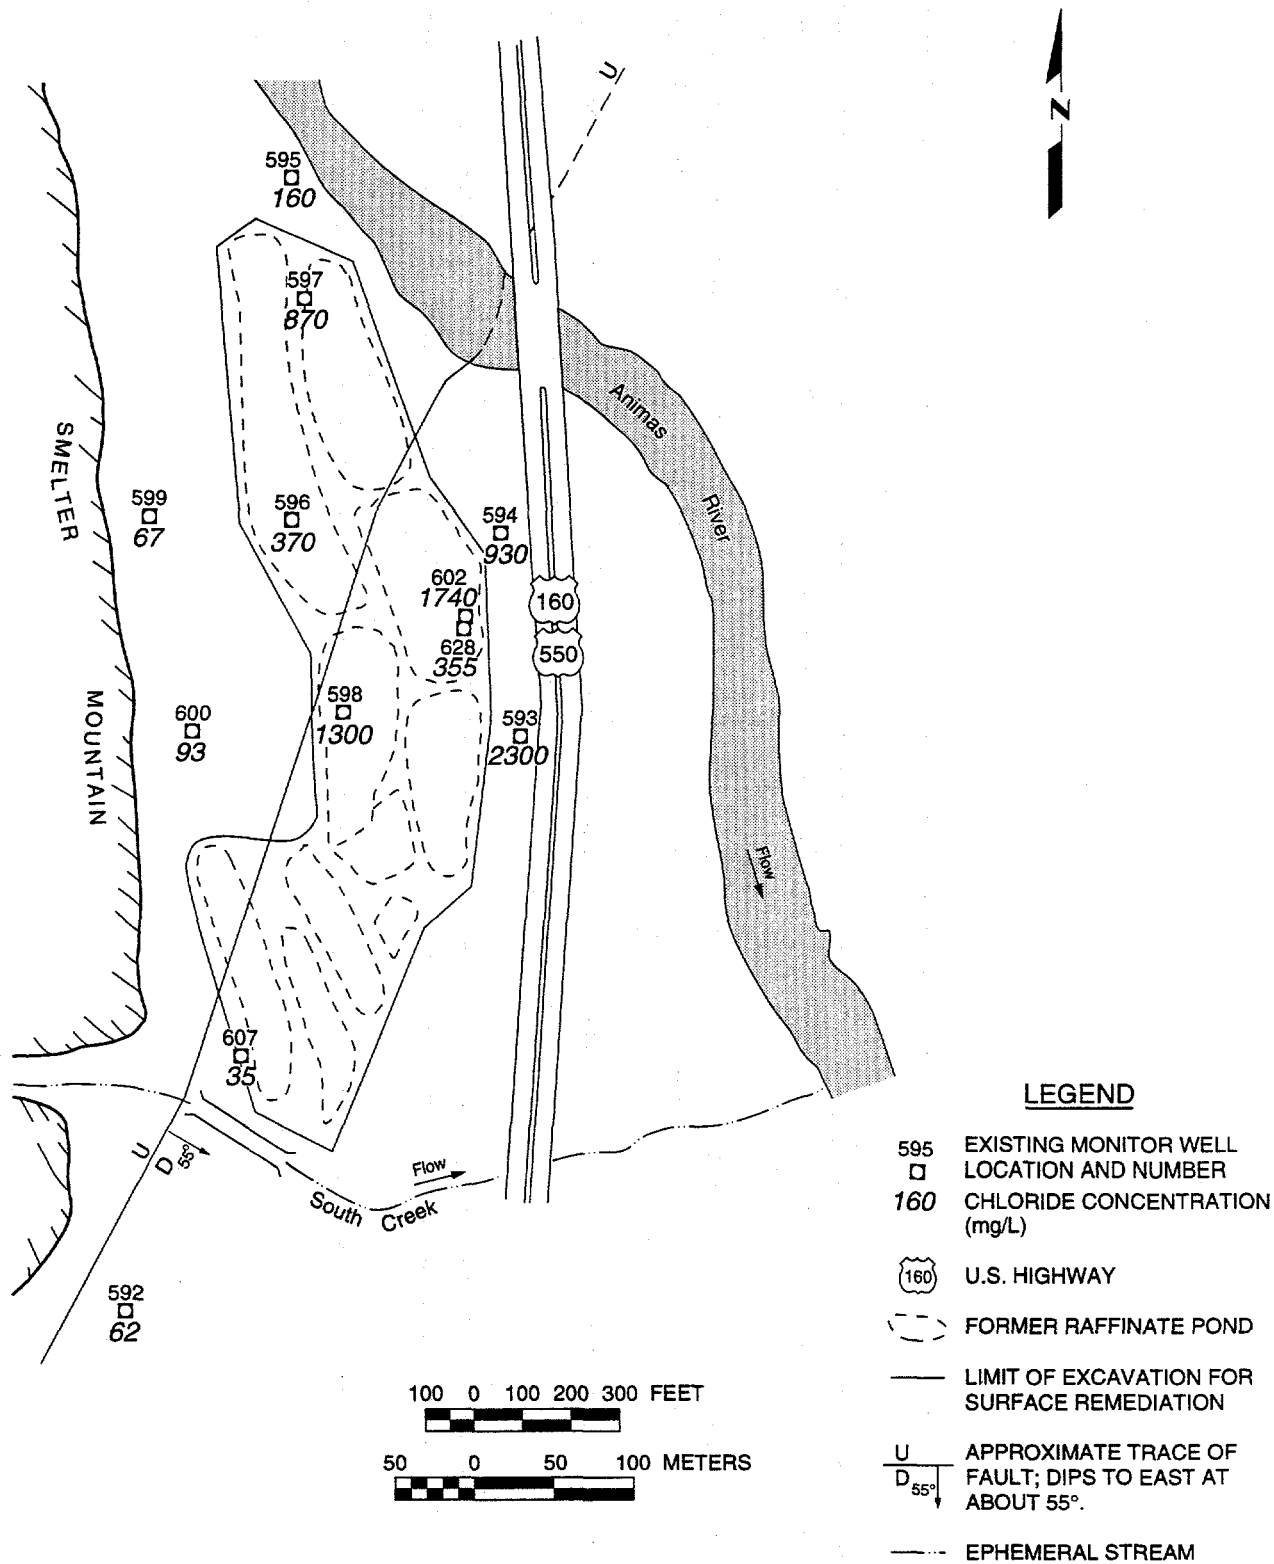 U
N
595
160
597
870
Animas
River
SMELTER
MOUNTAIN
599
67
596
370
594
930
602
1740
628
355
160
550
598
1300
600
93
593
2300
Flow
607
35
U
D
55°
Flow
South Creek
592
62
100 0 100 200 300 FEET
50 0 50 100 METERS
LEGEND
595 EXISTING MONITOR WELL
LOCATION AND NUMBER
160 CHLORIDE CONCENTRATION
(mg/L)
160 U.S. HIGHWAY
FORMER RAFFINATE POND
LIMIT OF EXCAVATION FOR
SURFACE REMEDIATION
U APPROXIMATE TRACE OF
D 55° FAULT; DIPS TO EAST AT
ABOUT 55°.
EPHEMERAL STREAM